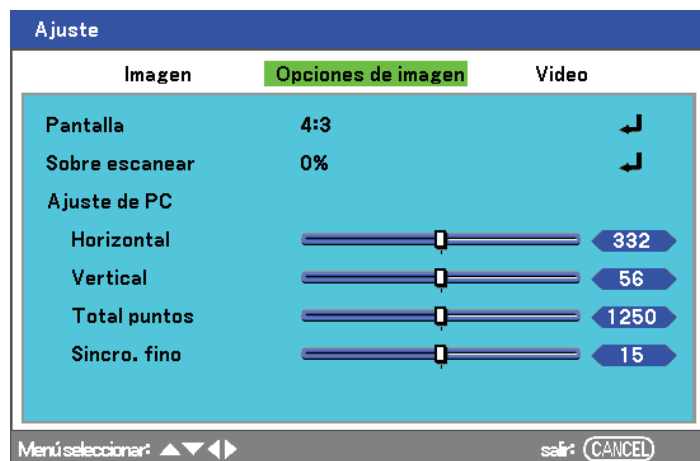 Ajuste
Imagen Opciones de imagen Video
Pantalla 4:3
Sobre escanear 0%
Ajuste de PC
Horizontal 332
Vertical 56
Total puntos 1250
Sincro. fino 15
Menú seleccionar: ▲▼◀▶ salir: (CANCEL)